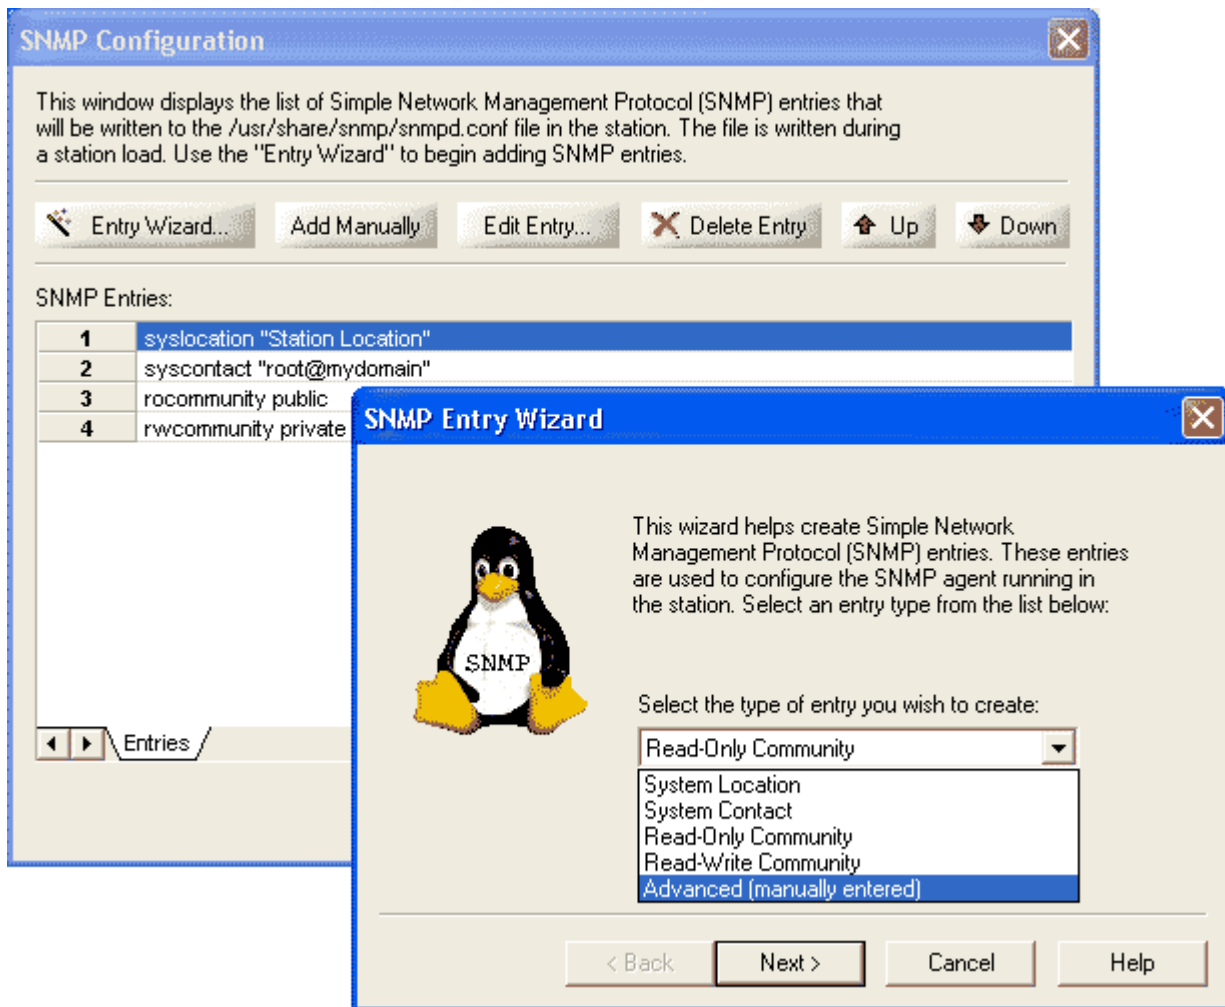 SNMP Configuration
This window displays the list of Simple Network Management Protocol (SNMP) entries that
will be written to the /usr/share/snmp/snmpd.conf file in the station. The file is written during
a station load. Use the "Entry Wizard" to begin adding SNMP entries.
Entry Wizard... Add Manually Edit Entry... Delete Entry Up Down
SNMP Entries:
1 syslocation "Station Location"
2 syscontact "root@mydomain"
3 rocommunity public
4 rwcommunity private
Entries
SNMP Entry Wizard
This wizard helps create Simple Network
Management Protocol (SNMP) entries. These entries
are used to configure the SNMP agent running in
the station. Select an entry type from the list below:
SNMP
Select the type of entry you wish to create:
Read-Only Community
System Location
System Contact
Read-Only Community
Read-Write Community
Advanced (manually entered)
< Back Next > Cancel Help